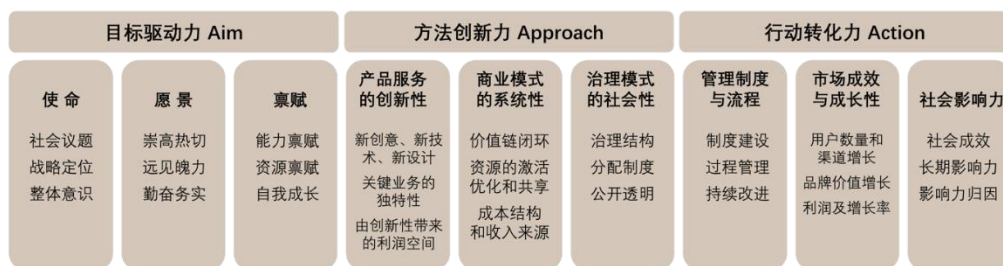 目标驱动力 Aim
方法创新力 Approach
行动转化力 Action
使 命
社会议题
战略定位
整体意识
愿 景
崇高热切
远见魄力
勤奋务实
禀赋
能力禀赋
资源禀赋
自我成长
产品服务
的创新性
新创意、新技
术、新设计
关键业务的
独特性
由创新性带来
的利润空间
商业模式
的系统性
价值链闭环
资源的激活
优化和共享
成本结构
和收入来源
治理模式
的社会性
治理结构
分配制度
公开透明
管理制度
与流程
制度建设
过程管理
持续改进
市场成效
与成长性
用户数量和
渠道增长
品牌价值增长
利润及增长率
社会影响力
社会成效
长期影响力
影响力归因